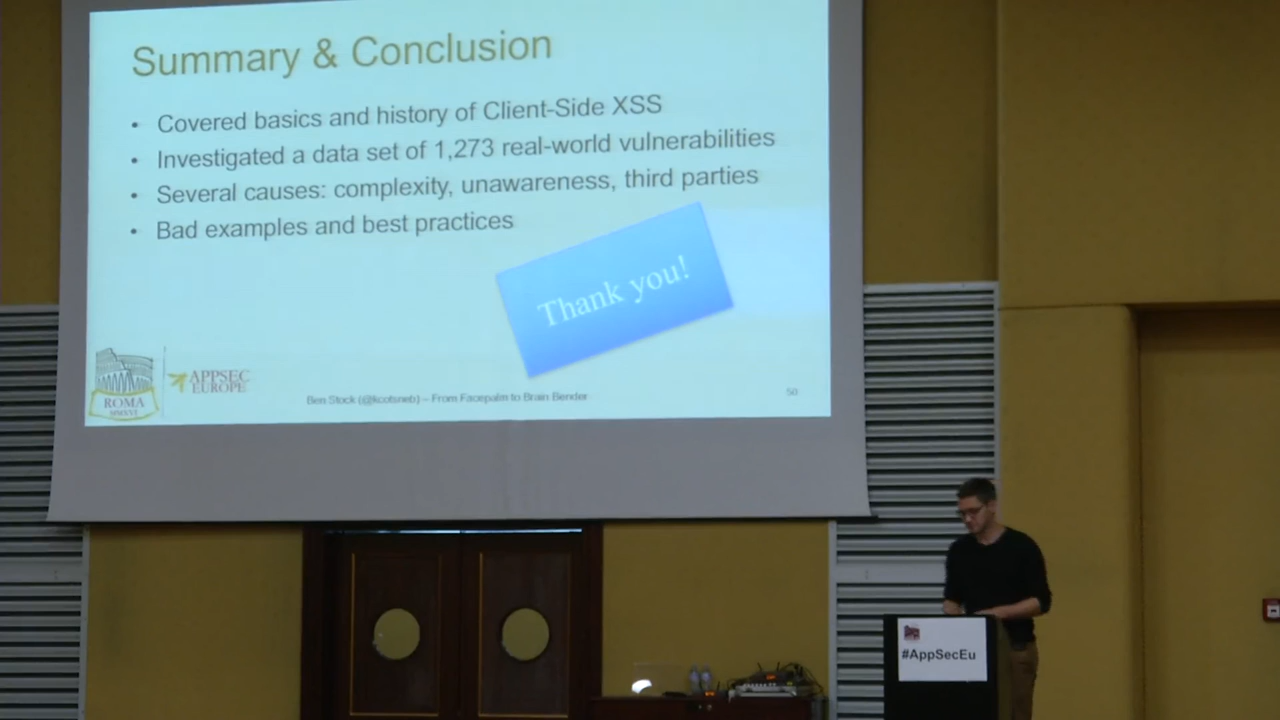 Summary & Conclusion
• Covered basics and history of Client-Side XSS
• Investigated a data set of 1,273 real-world vulnerabilities
• Several causes: complexity, unawareness, third parties
• Bad examples and best practices
Thank you!
ROMA
MMXVI
APPSEC
EUROPE
Ben Stock (@kcotsneb) – From Facepalm to Brain Bender
50
#AppSecEu